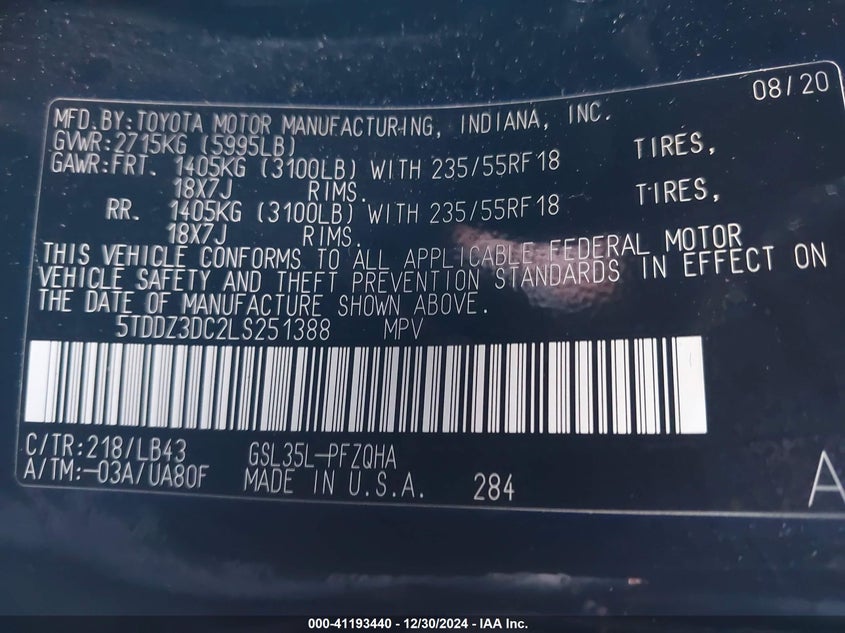 08/20
MFD. BY:TOYOTA MOTOR MANUFACTURING, INDIANA, INC.
GVWR:2715KG (5995LB)
GAWR:FRT. 1405KG (3100LB) WITH 235/55RF18 TIRES,
18X7J RIMS.
RR. 1405KG (3100LB) WITH 235/55RF18 TIRES,
18X7J RIMS.
THIS VEHICLE CONFORMS TO ALL APPLICABLE FEDERAL MOTOR
VEHICLE SAFETY AND THEFT PREVENTION STANDARDS IN EFFECT ON
THE DATE OF MANUFACTURE SHOWN ABOVE.
5TDDZ3DC2LS251388 MPV
C/TR:218/LB43 GSL35L-PFZQHA
A/TM:-03A/UA80F MADE IN U.S.A. 284
A
000-41193440 - 12/30/2024 - IAA Inc.